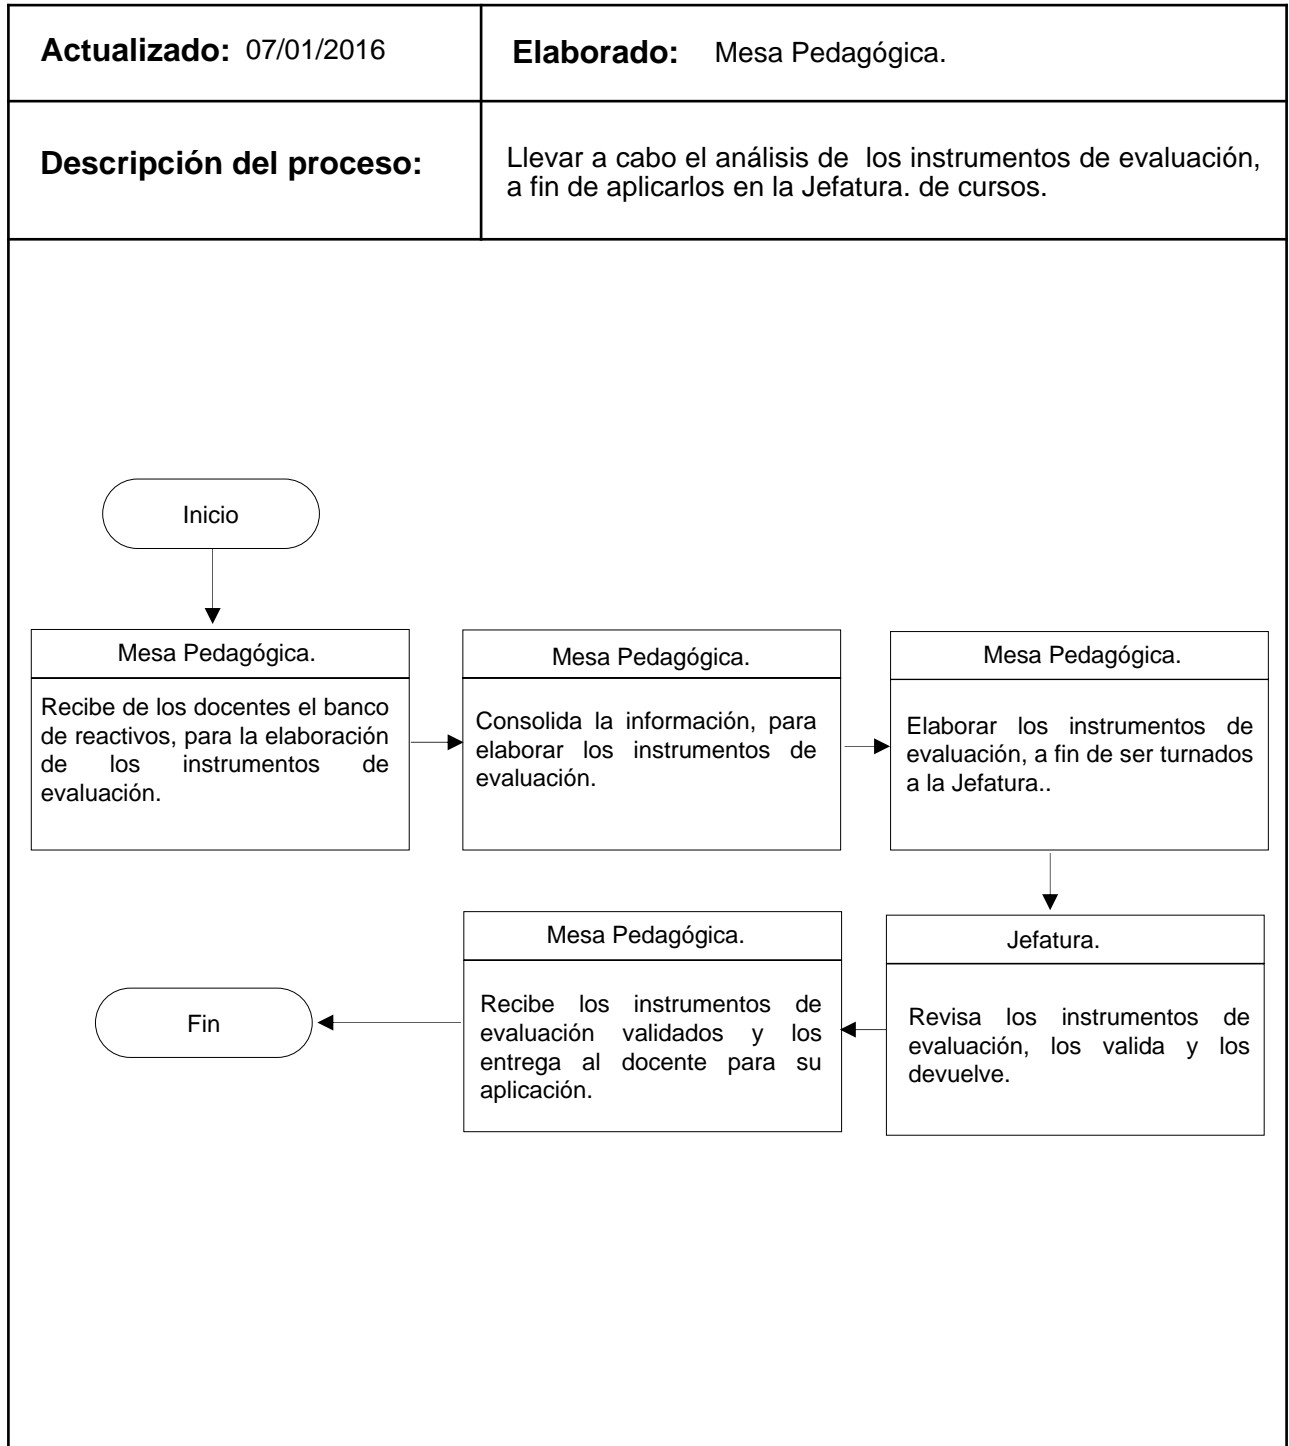 Actualizado: 07/01/2016
Elaborado: Mesa Pedagógica.
Descripción del proceso:
Llevar a cabo el análisis de los instrumentos de evaluación,
a fin de aplicarlos en la Jefatura. de cursos.
Inicio
Mesa Pedagógica.
Recibe de los docentes el banco
de reactivos, para la elaboración
de los instrumentos de
evaluación.
Mesa Pedagógica.
Consolida la información, para
elaborar los instrumentos de
evaluación.
Mesa Pedagógica.
Elaborar los instrumentos de
evaluación, a fin de ser turnados
a la Jefatura..
Jefatura.
Revisa los instrumentos de
evaluación, los valida y los
devuelve.
Mesa Pedagógica.
Recibe los instrumentos de
evaluación validados y los
entrega al docente para su
aplicación.
Fin